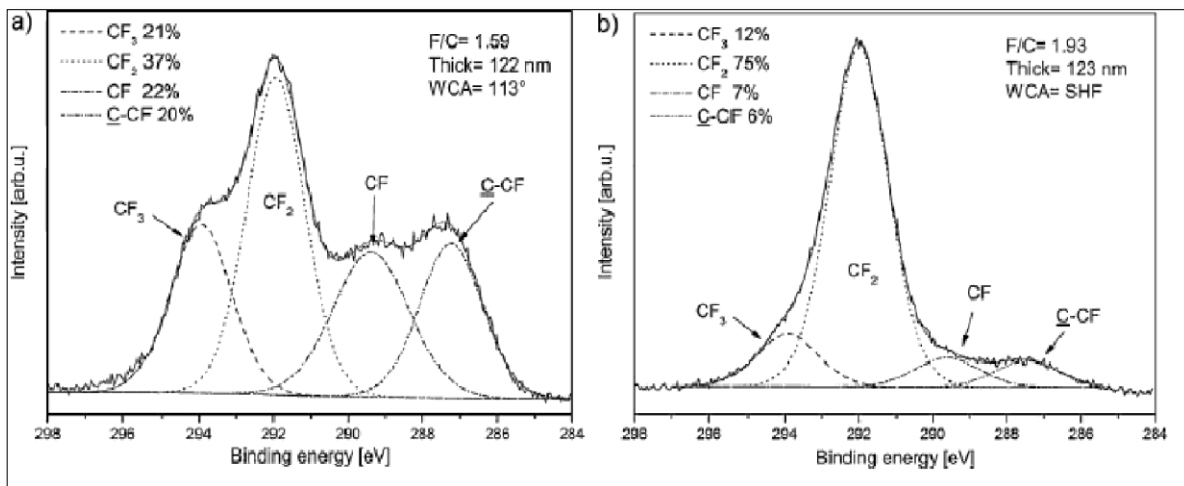 a)
CF3 21%
CF2 37%
CF 22%
C-CF 20%
F/C= 1.59
Thick= 122 nm
WCA= 113°
CF3
CF2
CF
C-CF
Intensity [arb.u.]
298 296 294 292 290 288 286 284
Binding energy [eV]
b)
CF3 12%
CF2 75%
CF 7%
C-CF 6%
F/C= 1.93
Thick= 123 nm
WCA= SHF
CF3
CF2
CF
C-CF
Intensity [arb.u.]
298 296 294 292 290 288 286 284
Binding energy [eV]